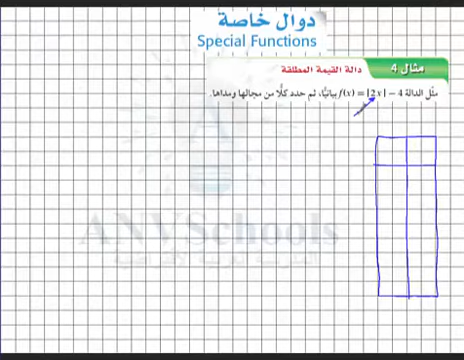 دوال خاصة
Special Functions
مثال 4 دالة القيمة المطلقة
مثّل الدالة f(x) = |2x| − 4 بيانيًّا، ثم حدد كلًّا من مجالها ومداها.
ANVSchools